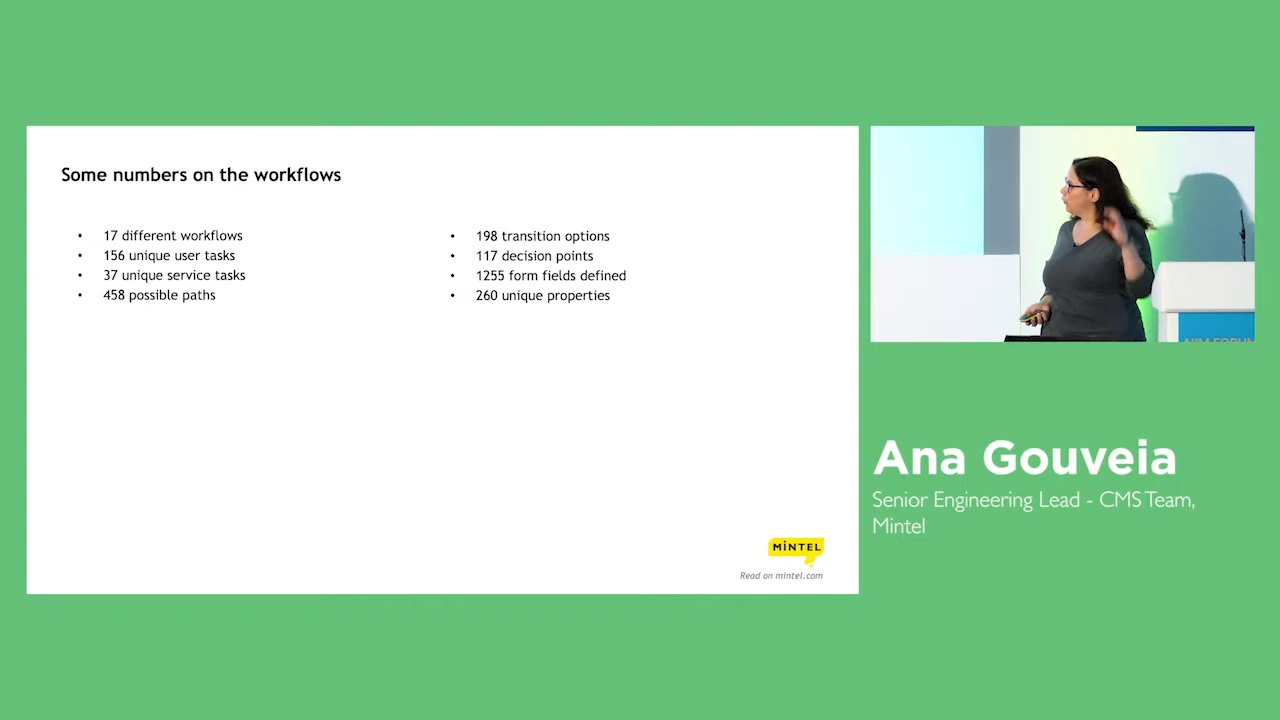 Some numbers on the workflows
• 17 different workflows
• 156 unique user tasks
• 37 unique service tasks
• 458 possible paths
• 198 transition options
• 117 decision points
• 1255 form fields defined
• 260 unique properties
MiNTEL
Read on mintel.com
Ana Gouveia
Senior Engineering Lead - CMS Team,
Mintel